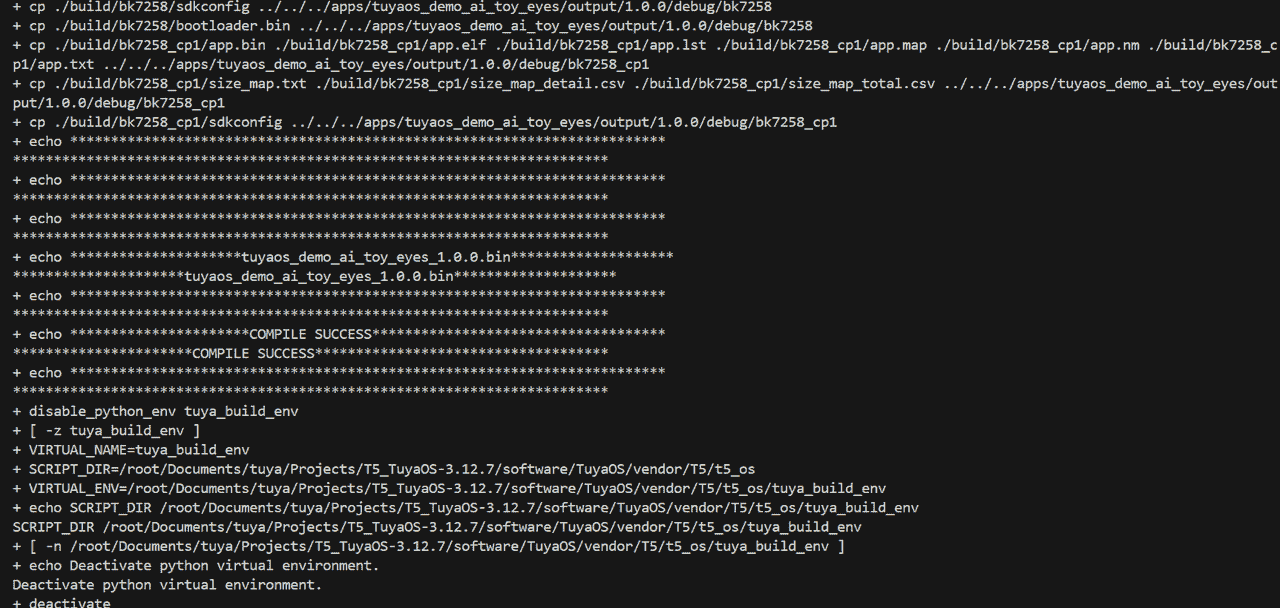 + cp ./build/bk7258/sdkconfig ../../../apps/tuyaos_demo_ai_toy_eyes/output/1.0.0/debug/bk7258
+ cp ./build/bk7258/bootloader.bin ../../../apps/tuyaos_demo_ai_toy_eyes/output/1.0.0/debug/bk7258
+ cp ./build/bk7258_cp1/app.bin ./build/bk7258_cp1/app.elf ./build/bk7258_cp1/app.lst ./build/bk7258_cp1/app.map ./build/bk7258_cp1/app.nm ./build/bk7258_c
p1/app.txt ../../../apps/tuyaos_demo_ai_toy_eyes/output/1.0.0/debug/bk7258_cp1
+ cp ./build/bk7258_cp1/size_map.txt ./build/bk7258_cp1/size_map_detail.csv ./build/bk7258_cp1/size_map_total.csv ../../../apps/tuyaos_demo_ai_toy_eyes/out
put/1.0.0/debug/bk7258_cp1
+ cp ./build/bk7258_cp1/sdkconfig ../../../apps/tuyaos_demo_ai_toy_eyes/output/1.0.0/debug/bk7258_cp1
+ echo *************************************************************************
*************************************************************************
+ echo *************************************************************************
*************************************************************************
+ echo *************************************************************************
*************************************************************************
+ echo *********************tuyaos_demo_ai_toy_eyes_1.0.0.bin********************
*********************tuyaos_demo_ai_toy_eyes_1.0.0.bin********************
+ echo *************************************************************************
*************************************************************************
+ echo **********************COMPILE SUCCESS************************************
**********************COMPILE SUCCESS************************************
+ echo *************************************************************************
*************************************************************************
+ disable_python_env tuya_build_env
+ [ -z tuya_build_env ]
+ VIRTUAL_NAME=tuya_build_env
+ SCRIPT_DIR=/root/Documents/tuya/Projects/T5_TuyaOS-3.12.7/software/TuyaOS/vendor/T5/t5_os
+ VIRTUAL_ENV=/root/Documents/tuya/Projects/T5_TuyaOS-3.12.7/software/TuyaOS/vendor/T5/t5_os/tuya_build_env
+ echo SCRIPT_DIR /root/Documents/tuya/Projects/T5_TuyaOS-3.12.7/software/TuyaOS/vendor/T5/t5_os/tuya_build_env
SCRIPT_DIR /root/Documents/tuya/Projects/T5_TuyaOS-3.12.7/software/TuyaOS/vendor/T5/t5_os/tuya_build_env
+ [ -n /root/Documents/tuya/Projects/T5_TuyaOS-3.12.7/software/TuyaOS/vendor/T5/t5_os/tuya_build_env ]
+ echo Deactivate python virtual environment.
Deactivate python virtual environment.
+ deactivate